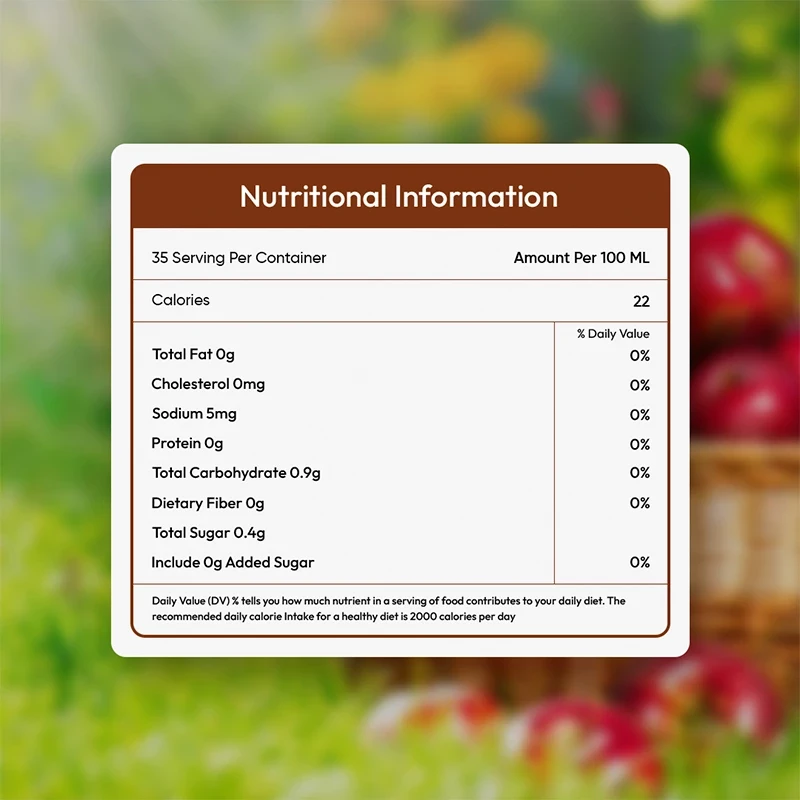 Nutritional Information
35 Serving Per Container Amount Per 100 ML
Calories 22
% Daily Value
Total Fat 0g 0%
Cholesterol 0mg 0%
Sodium 5mg 0%
Protein 0g 0%
Total Carbohydrate 0.9g 0%
Dietary Fiber 0g 0%
Total Sugar 0.4g
Include 0g Added Sugar 0%
Daily Value (DV) % tells you how much nutrient in a serving of food contributes to your daily diet. The
recommended daily calorie Intake for a healthy diet is 2000 calories per day